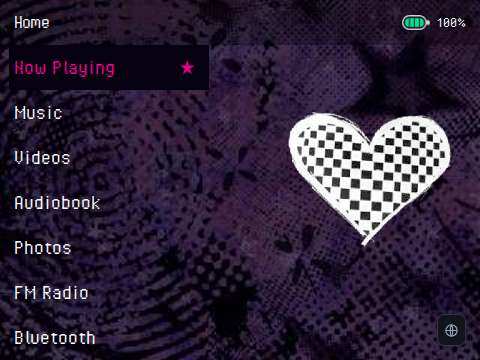 Home
100%
Now Playing
Music
Videos
Audiobook
Photos
FM Radio
Bluetooth